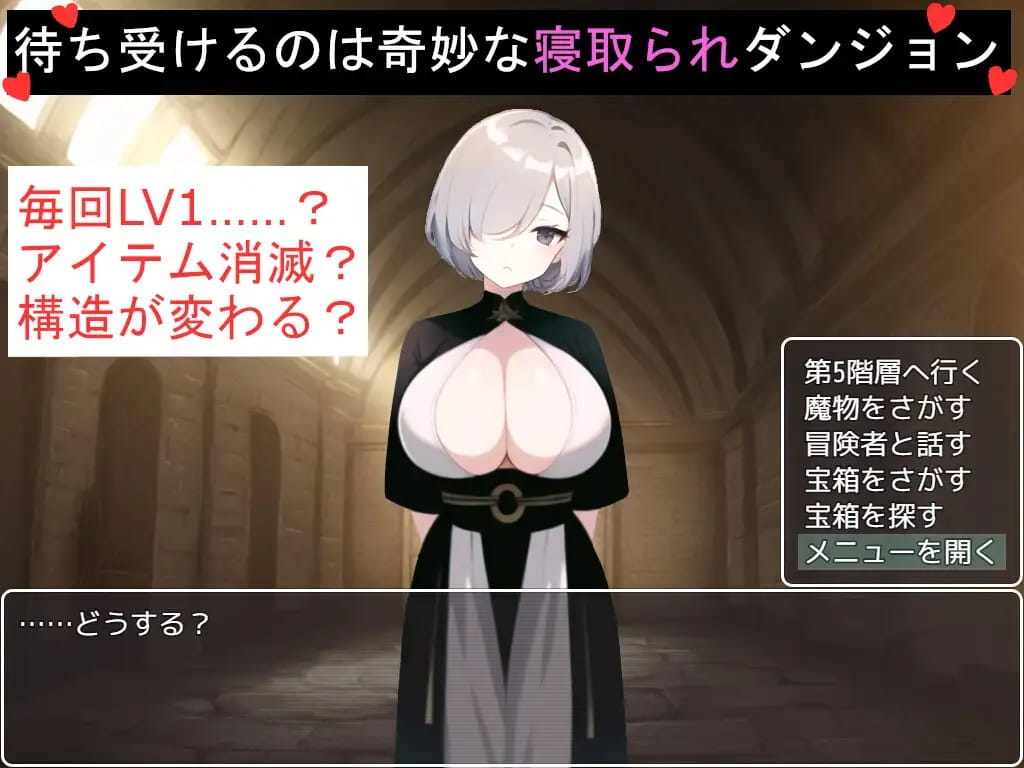 待ち受けるのは奇妙な寝取られダンジョン
毎回LV1……？
アイテム消滅？
構造が変わる？
第5階層へ行く
魔物をさがす
冒険者と話す
宝箱をさがす
宝箱を探す
メニューを開く
……どうする？